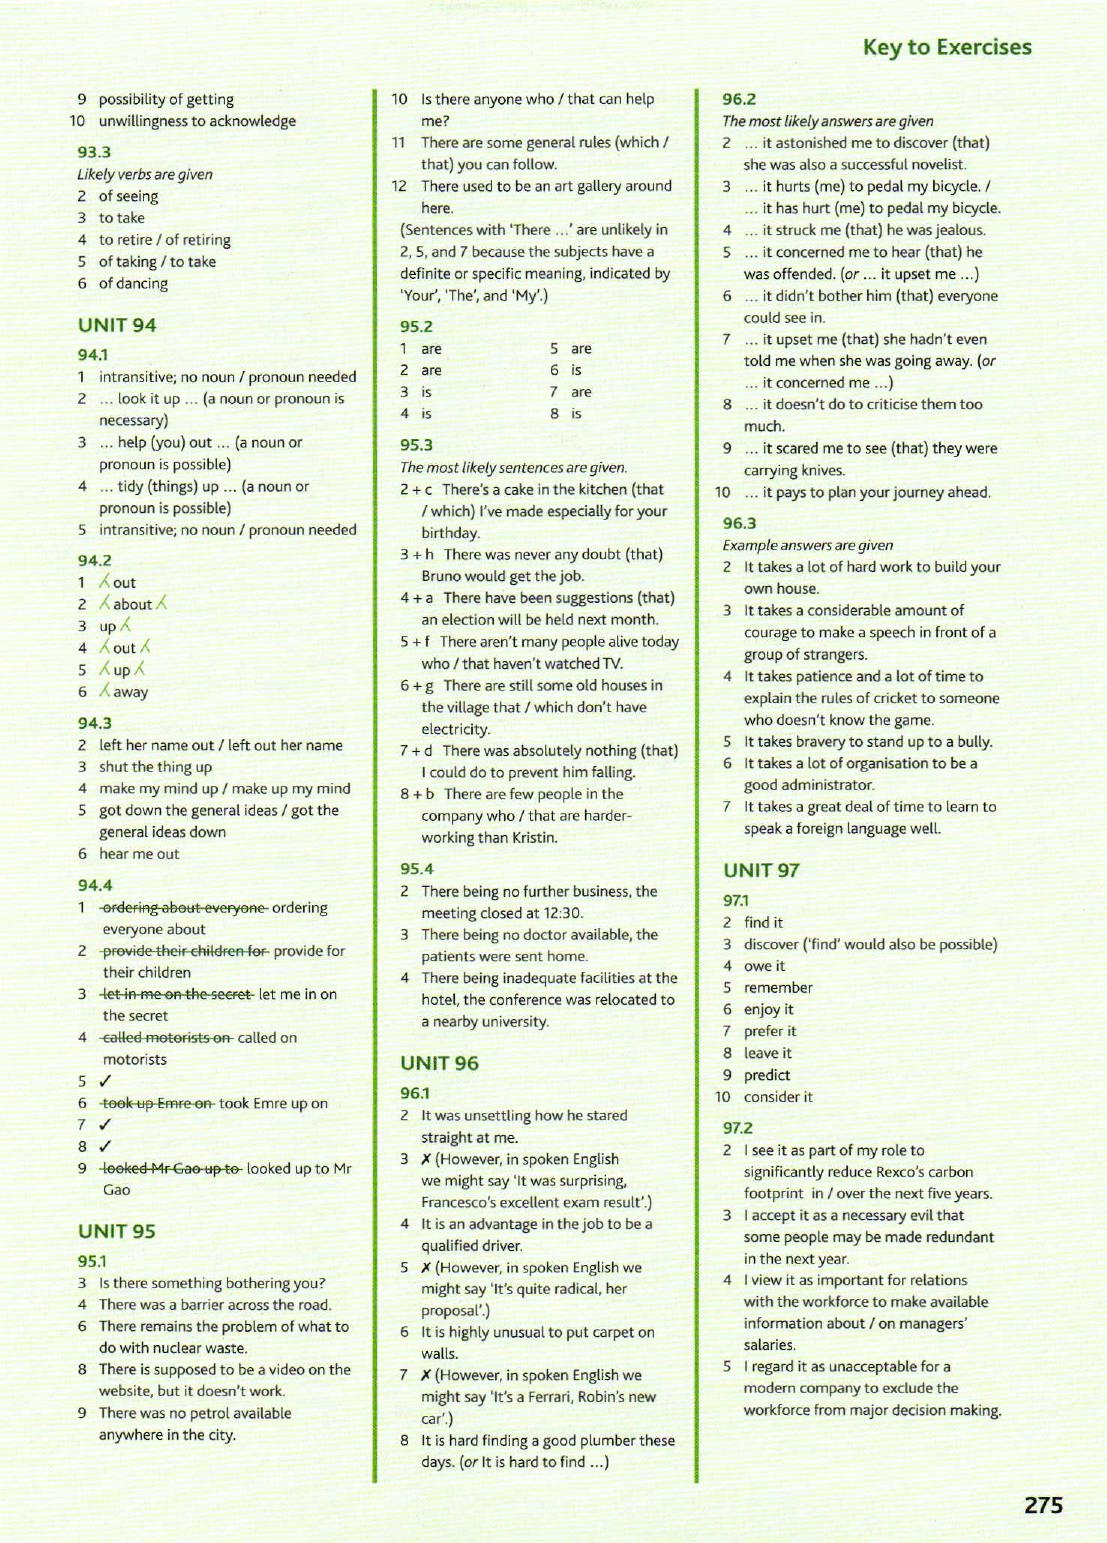 Key to Exercises
9 possibility of getting
10 unwillingness to acknowledge
93.3
Likely verbs are given
2 of seeing
3 to take
4 to retire / of retiring
5 of taking / to take
6 of dancing
UNIT 94
94.1
1 intransitive; no noun / pronoun needed
2 ... look it up ... (a noun or pronoun is
necessary)
3 ... help (you) out ... (a noun or
pronoun is possible)
4 ... tidy (things) up ... (a noun or
pronoun is possible)
5 intransitive; no noun / pronoun needed
94.2
1 ⁁ out
2 ⁁ about ⁁
3 up ⁁
4 ⁁ out ⁁
5 ⁁ up ⁁
6 ⁁ away
94.3
2 left her name out / left out her name
3 shut the thing up
4 make my mind up / make up my mind
5 got down the general ideas / got the
general ideas down
6 hear me out
94.4
1 ordering about everyone ordering
everyone about
2 provide their children for provide for
their children
3 let in me on the secret let me in on
the secret
4 called motorists on called on
motorists
5 ✓
6 took up Emre on took Emre up on
7 ✓
8 ✓
9 looked Mr Gao up to looked up to Mr
Gao
UNIT 95
95.1
3 Is there something bothering you?
4 There was a barrier across the road.
6 There remains the problem of what to
do with nuclear waste.
8 There is supposed to be a video on the
website, but it doesn't work.
9 There was no petrol available
anywhere in the city.
10 Is there anyone who / that can help
me?
11 There are some general rules (which /
that) you can follow.
12 There used to be an art gallery around
here.
(Sentences with 'There ...' are unlikely in
2, 5, and 7 because the subjects have a
definite or specific meaning, indicated by
'Your', 'The', and 'My'.)
95.2
1 are 5 are
2 are 6 is
3 is 7 are
4 is 8 is
95.3
The most likely sentences are given.
2 + c There's a cake in the kitchen (that
/ which) I've made especially for your
birthday.
3 + h There was never any doubt (that)
Bruno would get the job.
4 + a There have been suggestions (that)
an election will be held next month.
5 + f There aren't many people alive today
who / that haven't watched TV.
6 + g There are still some old houses in
the village that / which don't have
electricity.
7 + d There was absolutely nothing (that)
I could do to prevent him falling.
8 + b There are few people in the
company who / that are harder-
working than Kristin.
95.4
2 There being no further business, the
meeting closed at 12:30.
3 There being no doctor available, the
patients were sent home.
4 There being inadequate facilities at the
hotel, the conference was relocated to
a nearby university.
UNIT 96
96.1
2 It was unsettling how he stared
straight at me.
3 ✗ (However, in spoken English
we might say 'It was surprising,
Francesco's excellent exam result'.)
4 It is an advantage in the job to be a
qualified driver.
5 ✗ (However, in spoken English we
might say 'It's quite radical, her
proposal'.)
6 It is highly unusual to put carpet on
walls.
7 ✗ (However, in spoken English we
might say 'It's a Ferrari, Robin's new
car'.)
8 It is hard finding a good plumber these
days. (or It is hard to find ...)
96.2
The most likely answers are given
2 ... it astonished me to discover (that)
she was also a successful novelist.
3 ... it hurts (me) to pedal my bicycle. /
... it has hurt (me) to pedal my bicycle.
4 ... it struck me (that) he was jealous.
5 ... it concerned me to hear (that) he
was offended. (or ... it upset me ...)
6 ... it didn't bother him (that) everyone
could see in.
7 ... it upset me (that) she hadn't even
told me when she was going away. (or
... it concerned me ...)
8 ... it doesn't do to criticise them too
much.
9 ... it scared me to see (that) they were
carrying knives.
10 ... it pays to plan your journey ahead.
96.3
Example answers are given
2 It takes a lot of hard work to build your
own house.
3 It takes a considerable amount of
courage to make a speech in front of a
group of strangers.
4 It takes patience and a lot of time to
explain the rules of cricket to someone
who doesn't know the game.
5 It takes bravery to stand up to a bully.
6 It takes a lot of organisation to be a
good administrator.
7 It takes a great deal of time to learn to
speak a foreign language well.
UNIT 97
97.1
2 find it
3 discover ('find' would also be possible)
4 owe it
5 remember
6 enjoy it
7 prefer it
8 leave it
9 predict
10 consider it
97.2
2 I see it as part of my role to
significantly reduce Rexco's carbon
footprint in / over the next five years.
3 I accept it as a necessary evil that
some people may be made redundant
in the next year.
4 I view it as important for relations
with the workforce to make available
information about / on managers'
salaries.
5 I regard it as unacceptable for a
modern company to exclude the
workforce from major decision making.
275